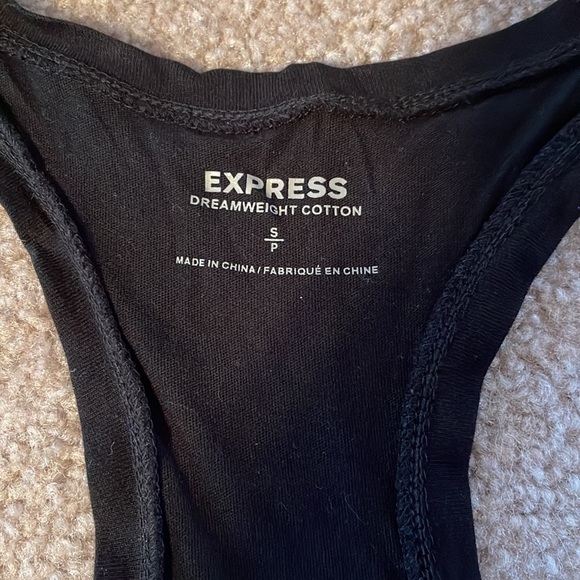 EXPRESS
DREAMWEIGHT COTTON
S
P
MADE IN CHINA / FABRIQUÉ EN CHINE